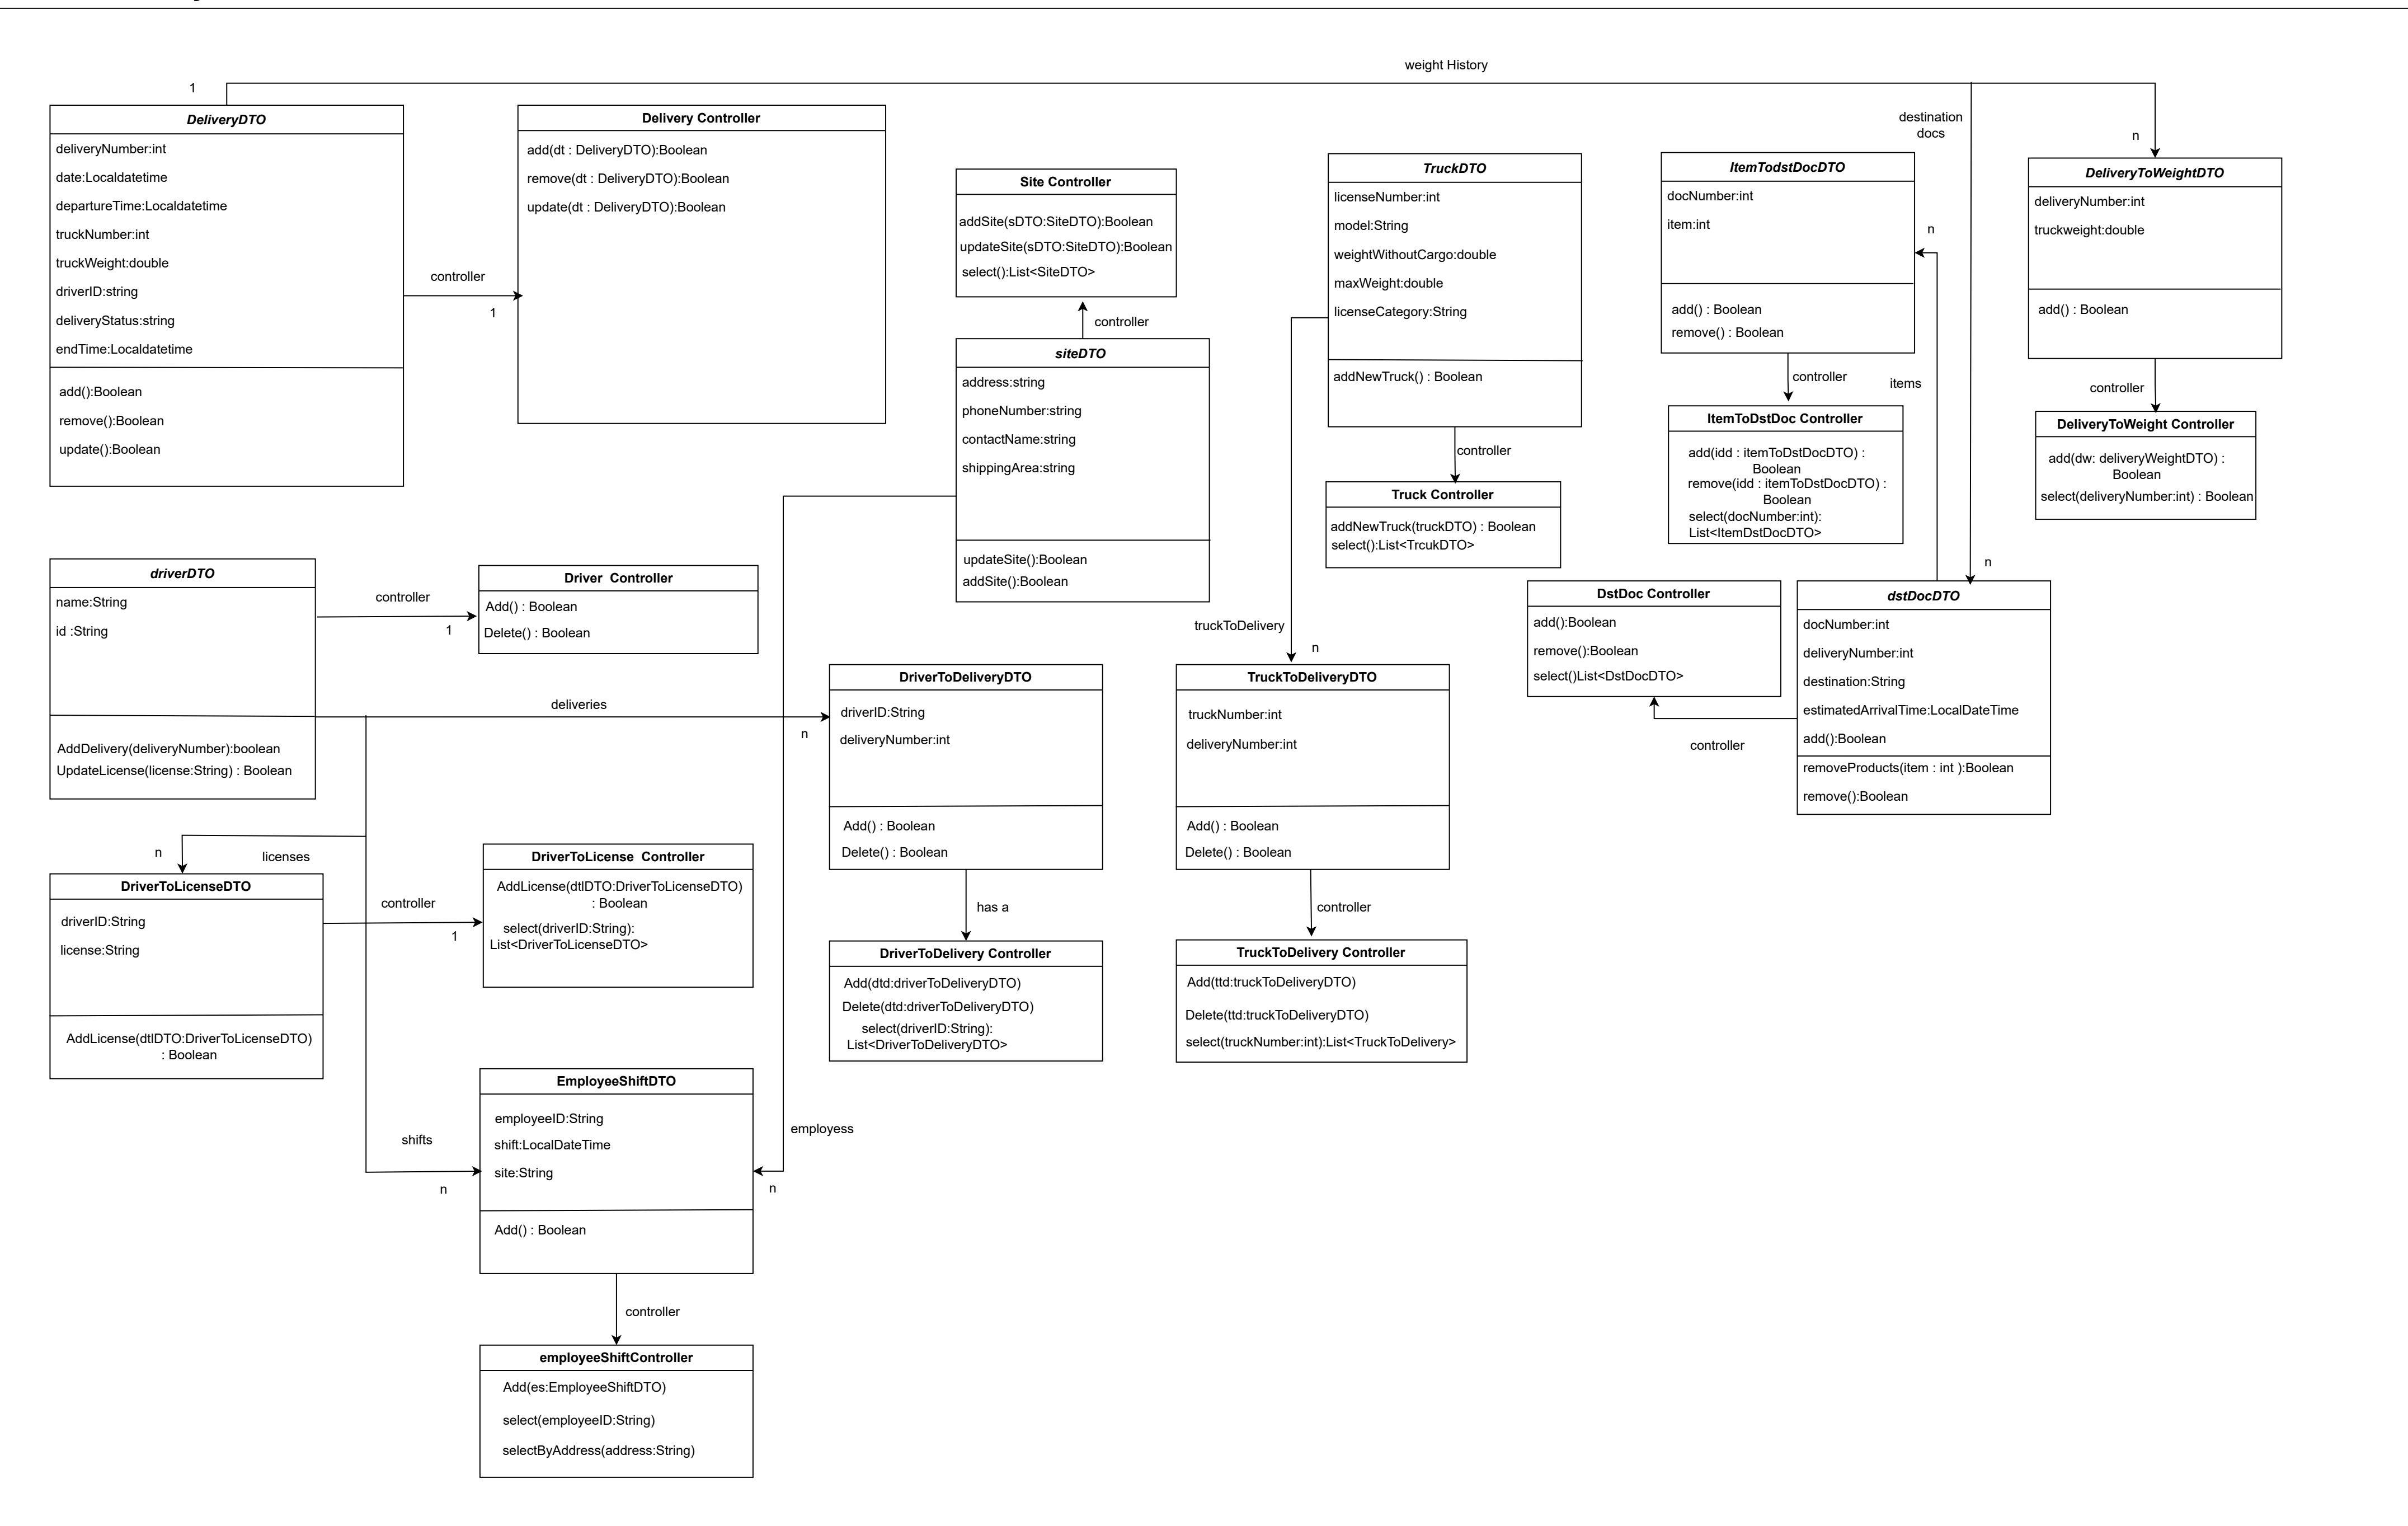 weight History
1
DeliveryDTO
deliveryNumber:int
date:Localdatetime
departureTime:Localdatetime
truckNumber:int
truckWeight:double
driverID:string
deliveryStatus:string
endTime:Localdatetime
add():Boolean
remove():Boolean
update():Boolean
controller
1
Delivery Controller
add(dt : DeliveryDTO):Boolean
remove(dt : DeliveryDTO):Boolean
update(dt : DeliveryDTO):Boolean
Site Controller
addSite(sDTO:SiteDTO):Boolean
updateSite(sDTO:SiteDTO):Boolean
select():List<SiteDTO>
controller
siteDTO
address:string
phoneNumber:string
contactName:string
shippingArea:string
updateSite():Boolean
addSite():Boolean
TruckDTO
licenseNumber:int
model:String
weightWithoutCargo:double
maxWeight:double
licenseCategory:String
addNewTruck() : Boolean
controller
Truck Controller
addNewTruck(truckDTO) : Boolean
select():List<TrcukDTO>
ItemTodstDocDTO
docNumber:int
item:int
add() : Boolean
remove() : Boolean
controller
ItemToDstDoc Controller
add(idd : itemToDstDocDTO) :
Boolean
remove(idd : itemToDstDocDTO) :
Boolean
select(docNumber:int):
List<ItemDstDocDTO>
destination
docs
n
items
n
DeliveryToWeightDTO
deliveryNumber:int
truckweight:double
add() : Boolean
controller
DeliveryToWeight Controller
add(dw: deliveryWeightDTO) :
Boolean
select(deliveryNumber:int) : Boolean
n
driverDTO
name:String
id :String
AddDelivery(deliveryNumber):boolean
UpdateLicense(license:String) : Boolean
controller
1
Driver  Controller
Add() : Boolean
Delete() : Boolean
deliveries
n
DriverToDeliveryDTO
driverID:String
deliveryNumber:int
Add() : Boolean
Delete() : Boolean
has a
DriverToDelivery Controller
Add(dtd:driverToDeliveryDTO)
Delete(dtd:driverToDeliveryDTO)
select(driverID:String):
List<DriverToDeliveryDTO>
truckToDelivery
n
TruckToDeliveryDTO
truckNumber:int
deliveryNumber:int
Add() : Boolean
Delete() : Boolean
controller
TruckToDelivery Controller
Add(ttd:truckToDeliveryDTO)
Delete(ttd:truckToDeliveryDTO)
select(truckNumber:int):List<TruckToDelivery>
DstDoc Controller
add():Boolean
remove():Boolean
select()List<DstDocDTO>
controller
dstDocDTO
docNumber:int
deliveryNumber:int
destination:String
estimatedArrivalTime:LocalDateTime
add():Boolean
removeProducts(item : int ):Boolean
remove():Boolean
n
licenses
DriverToLicenseDTO
driverID:String
license:String
AddLicense(dtlDTO:DriverToLicenseDTO)
: Boolean
controller
1
DriverToLicense  Controller
AddLicense(dtlDTO:DriverToLicenseDTO)
: Boolean
select(driverID:String):
List<DriverToLicenseDTO>
shifts
n
EmployeeShiftDTO
employeeID:String
shift:LocalDateTime
site:String
Add() : Boolean
employess
n
controller
employeeShiftController
Add(es:EmployeeShiftDTO)
select(employeeID:String)
selectByAddress(address:String)